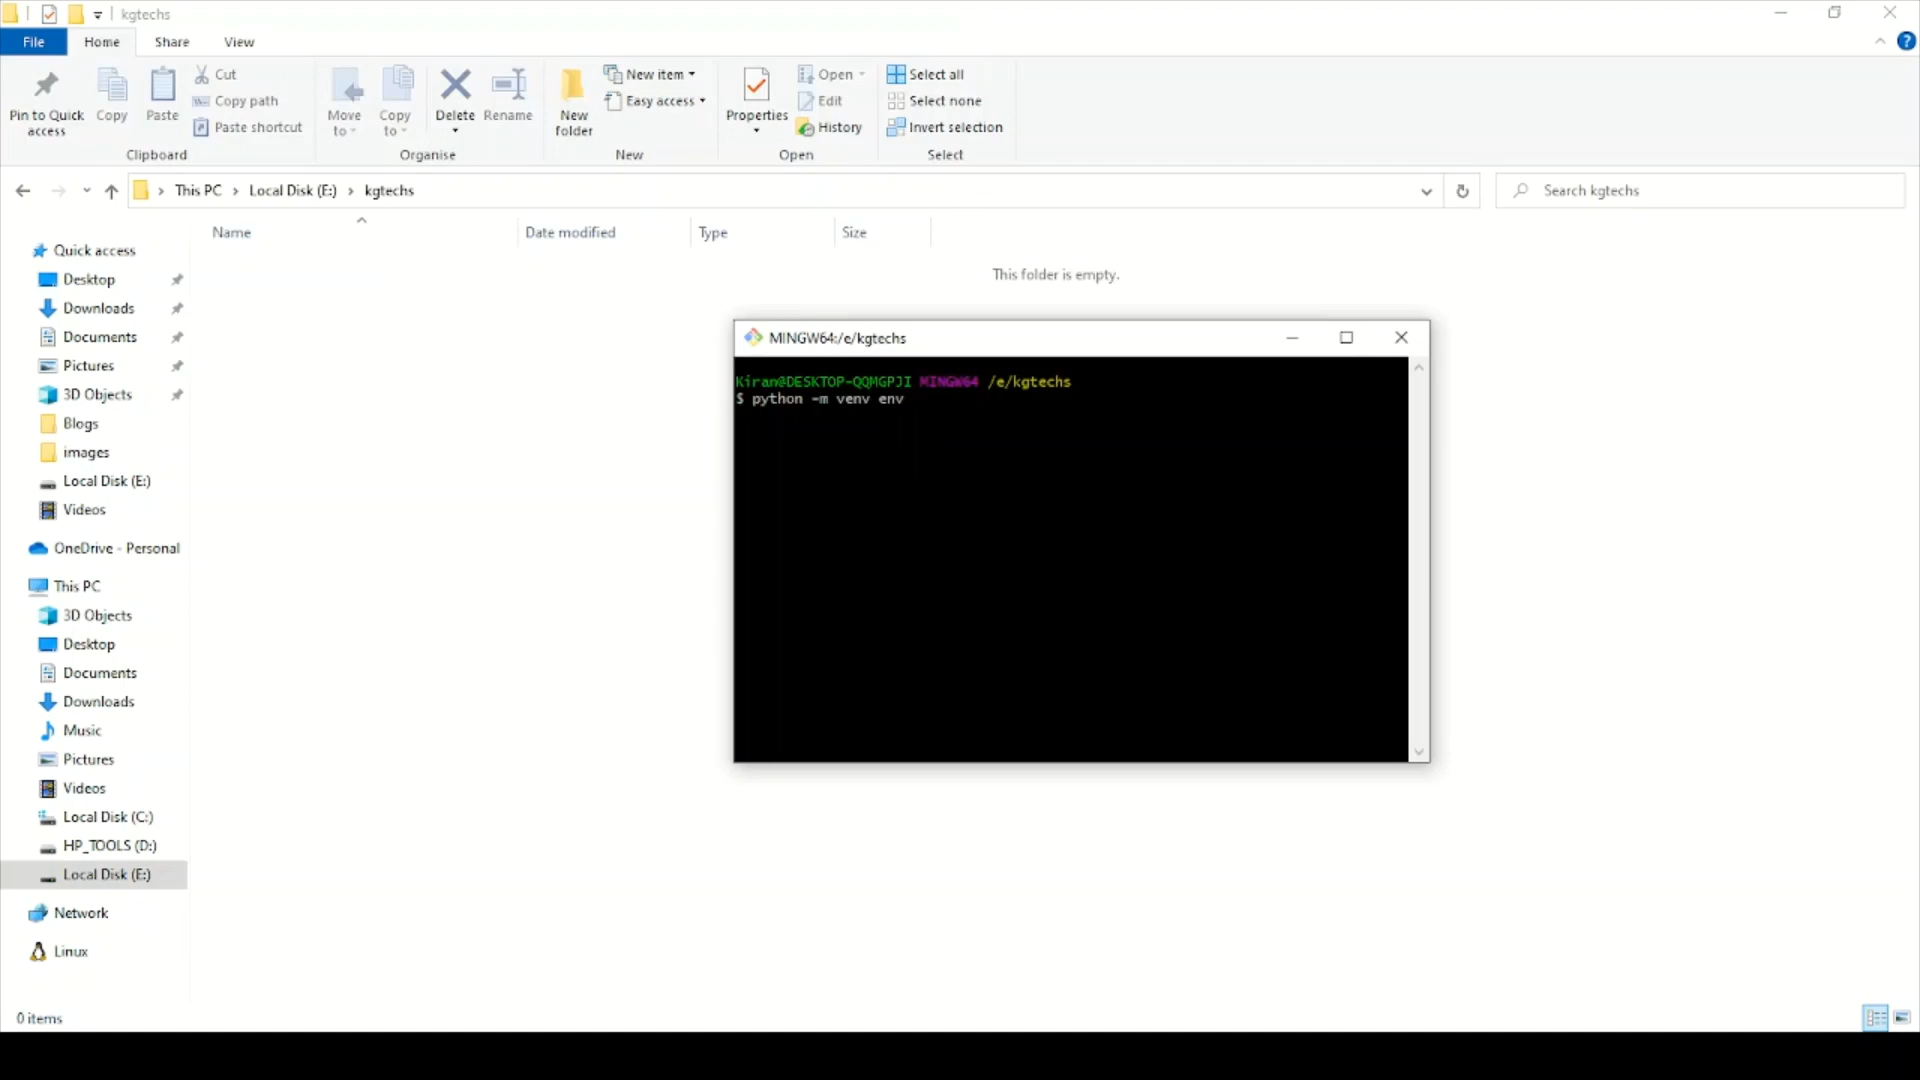 kgtechs
File
Home
Share
View
Pin to Quick access
Copy
Paste
Cut
Copy path
Paste shortcut
Clipboard
Move to
Copy to
Delete
Rename
Organise
New folder
New item
Easy access
New
Properties
Open
Edit
History
Open
Select all
Select none
Invert selection
Select
This PC > Local Disk (E:) > kgtechs
Search kgtechs
Name
Date modified
Type
Size
This folder is empty.
Quick access
Desktop
Downloads
Documents
Pictures
3D Objects
Blogs
images
Local Disk (E:)
Videos
OneDrive - Personal
This PC
3D Objects
Desktop
Documents
Downloads
Music
Pictures
Videos
Local Disk (C:)
HP_TOOLS (D:)
Local Disk (E:)
Network
Linux
MINGW64:/e/kgtechs
Kiran@DESKTOP-QQMGPJI MINGW64 /e/kgtechs
$ python -m venv env
0 items